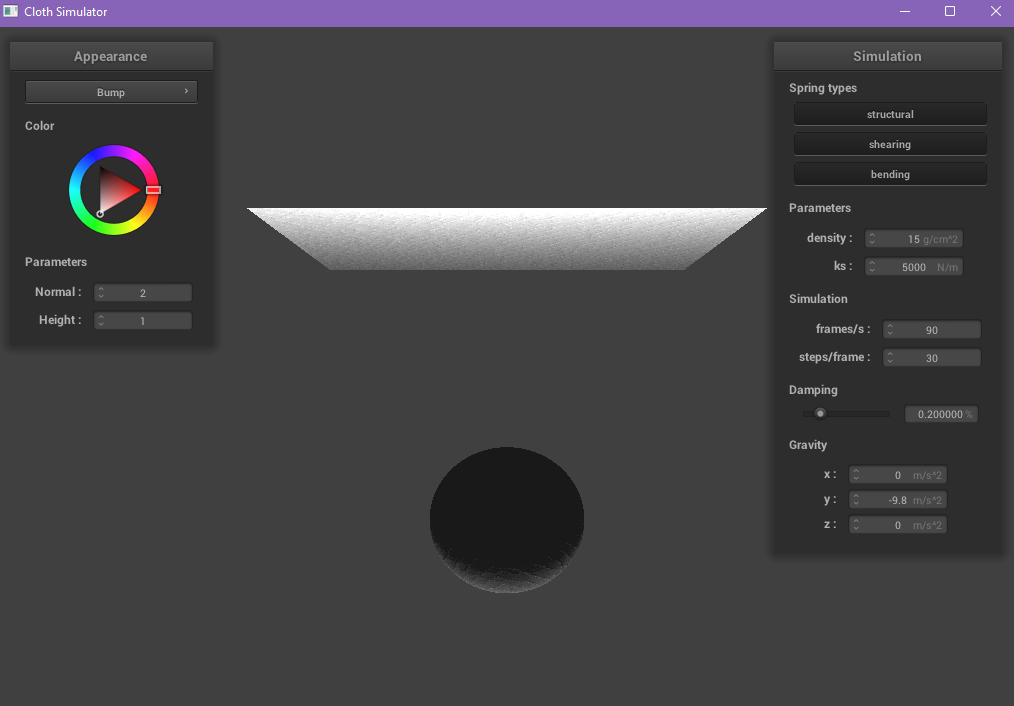 Cloth Simulator
Appearance
Bump
Color
Parameters
Normal : 2
Height : 1
Simulation
Spring types
structural
shearing
bending
Parameters
density : 15 g/cm^2
ks : 5000 N/m
Simulation
frames/s : 90
steps/frame : 30
Damping
0.200000 %
Gravity
x : 0 m/s^2
y : -9.8 m/s^2
z : 0 m/s^2